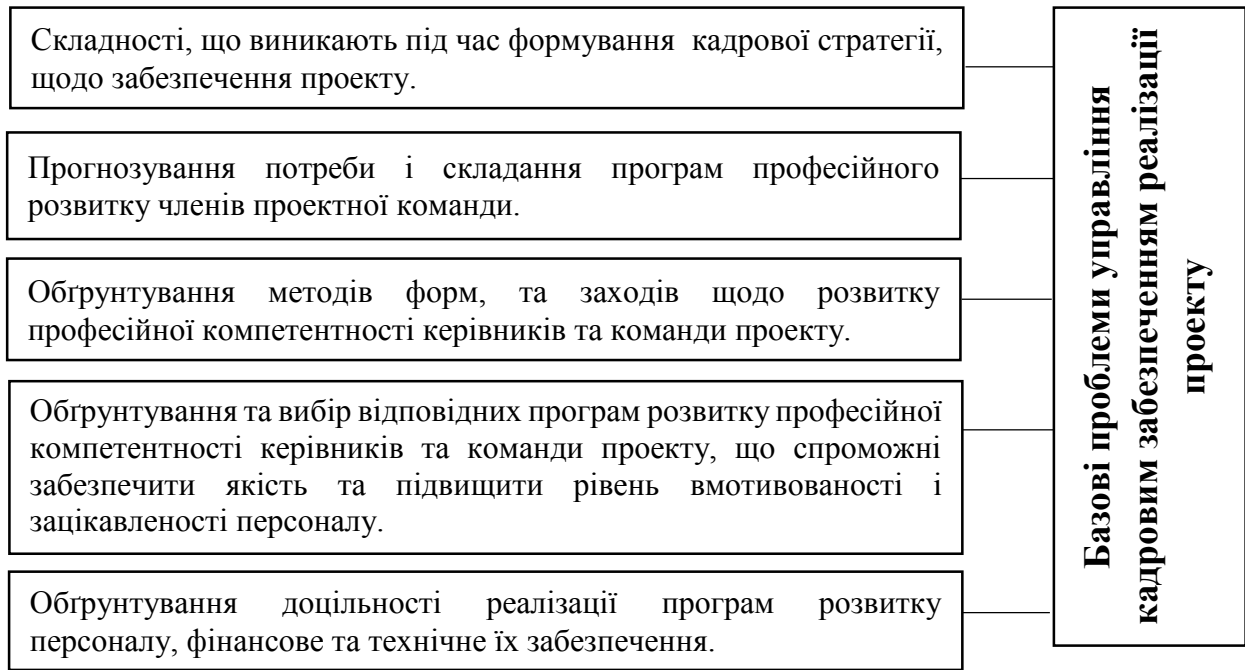 Складності, що виникають під час формування кадрової стратегії,
щодо забезпечення проекту.
Прогнозування потреби і складання програм професійного
розвитку членів проектної команди.
Обґрунтування методів форм, та заходів щодо розвитку
професійної компетентності керівників та команди проекту.
Обґрунтування та вибір відповідних програм розвитку професійної
компетентності керівників та команди проекту, що спроможні
забезпечити якість та підвищити рівень вмотивованості і
зацікавленості персоналу.
Обґрунтування доцільності реалізації програм розвитку
персоналу, фінансове та технічне їх забезпечення.
Базові проблеми управління
кадровим забезпеченням реалізації
проекту